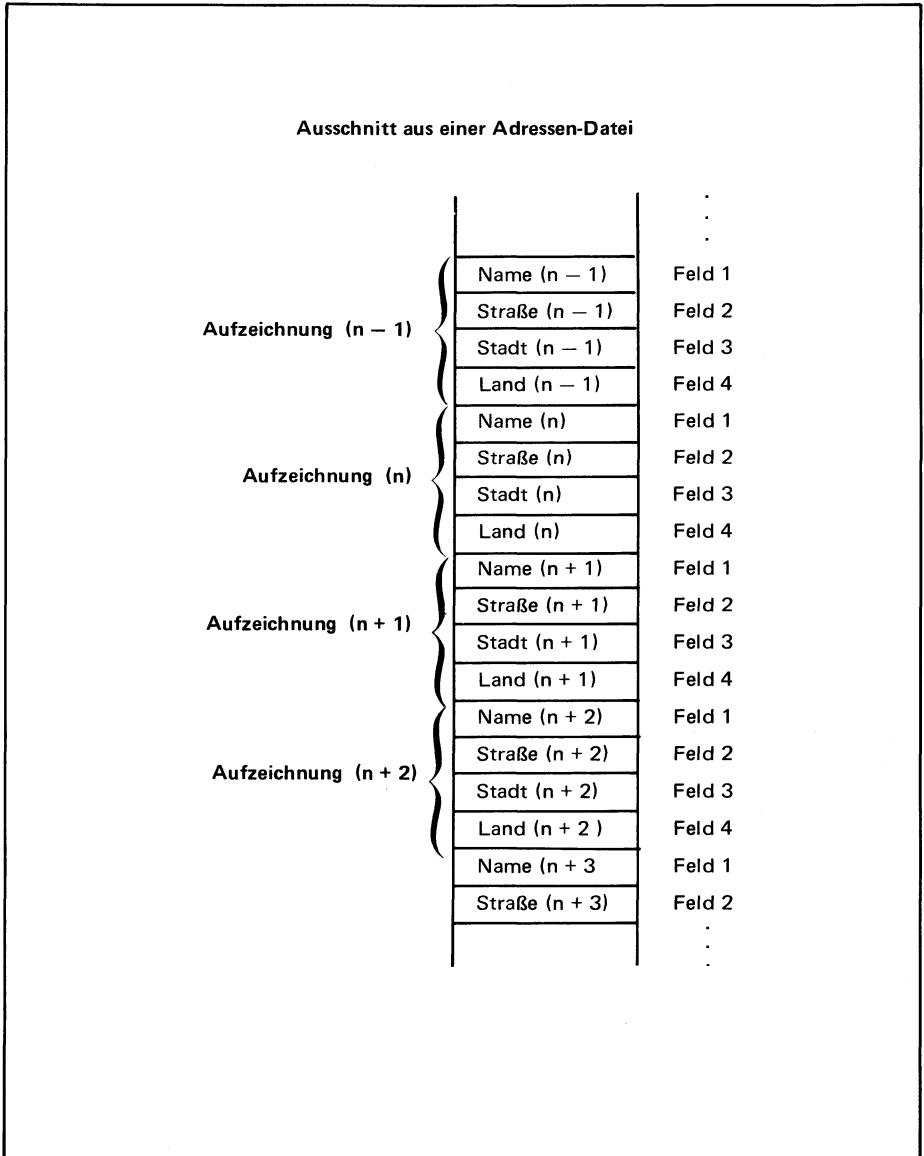 Ausschnitt aus einer Adressen-Datei
Name (n — 1) Feld 1
Straße (n — 1) Feld 2
Aufzeichnung (n — 1)
Stadt (n — 1) Feld 3
Land (n — 1) Feld 4
Name (n) Feld 1
Straße (n) Feld 2
Aufzeichnung (n)
Stadt (n) Feld 3
Land (n) Feld 4
Name (n + 1) Feld 1
Straße (n + 1) Feld 2
Aufzeichnung (n + 1)
Stadt (n + 1) Feld 3
Land (n + 1) Feld 4
Name (n + 2) Feld 1
Straße (n + 2) Feld 2
Aufzeichnung (n + 2)
Stadt (n + 2) Feld 3
Land (n + 2 ) Feld 4
Name (n + 3 Feld 1
Straße (n + 3) Feld 2